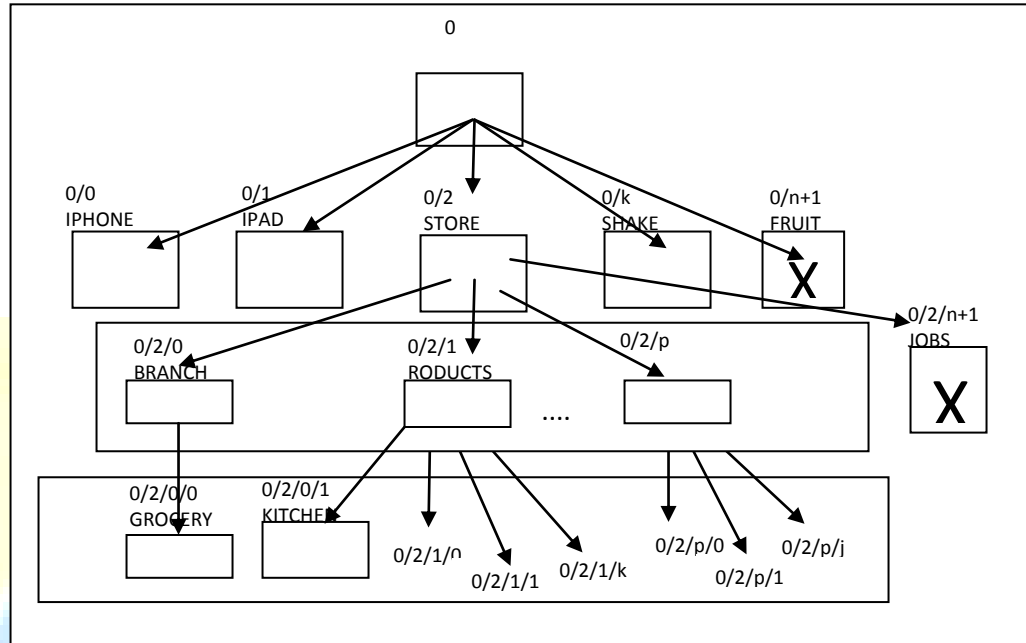 0
0/0
IPHONE
0/1
IPAD
0/2
STORE
0/k
SHAKE
0/n+1
FRUIT
X
0/2/n+1
JOBS
X
0/2/0
BRANCH
0/2/1
RODUCTS
0/2/p
....
0/2/0/0
GROCERY
0/2/0/1
KITCHEN
0/2/1/0
0/2/1/1
0/2/1/k
0/2/p/0
0/2/p/1
0/2/p/j